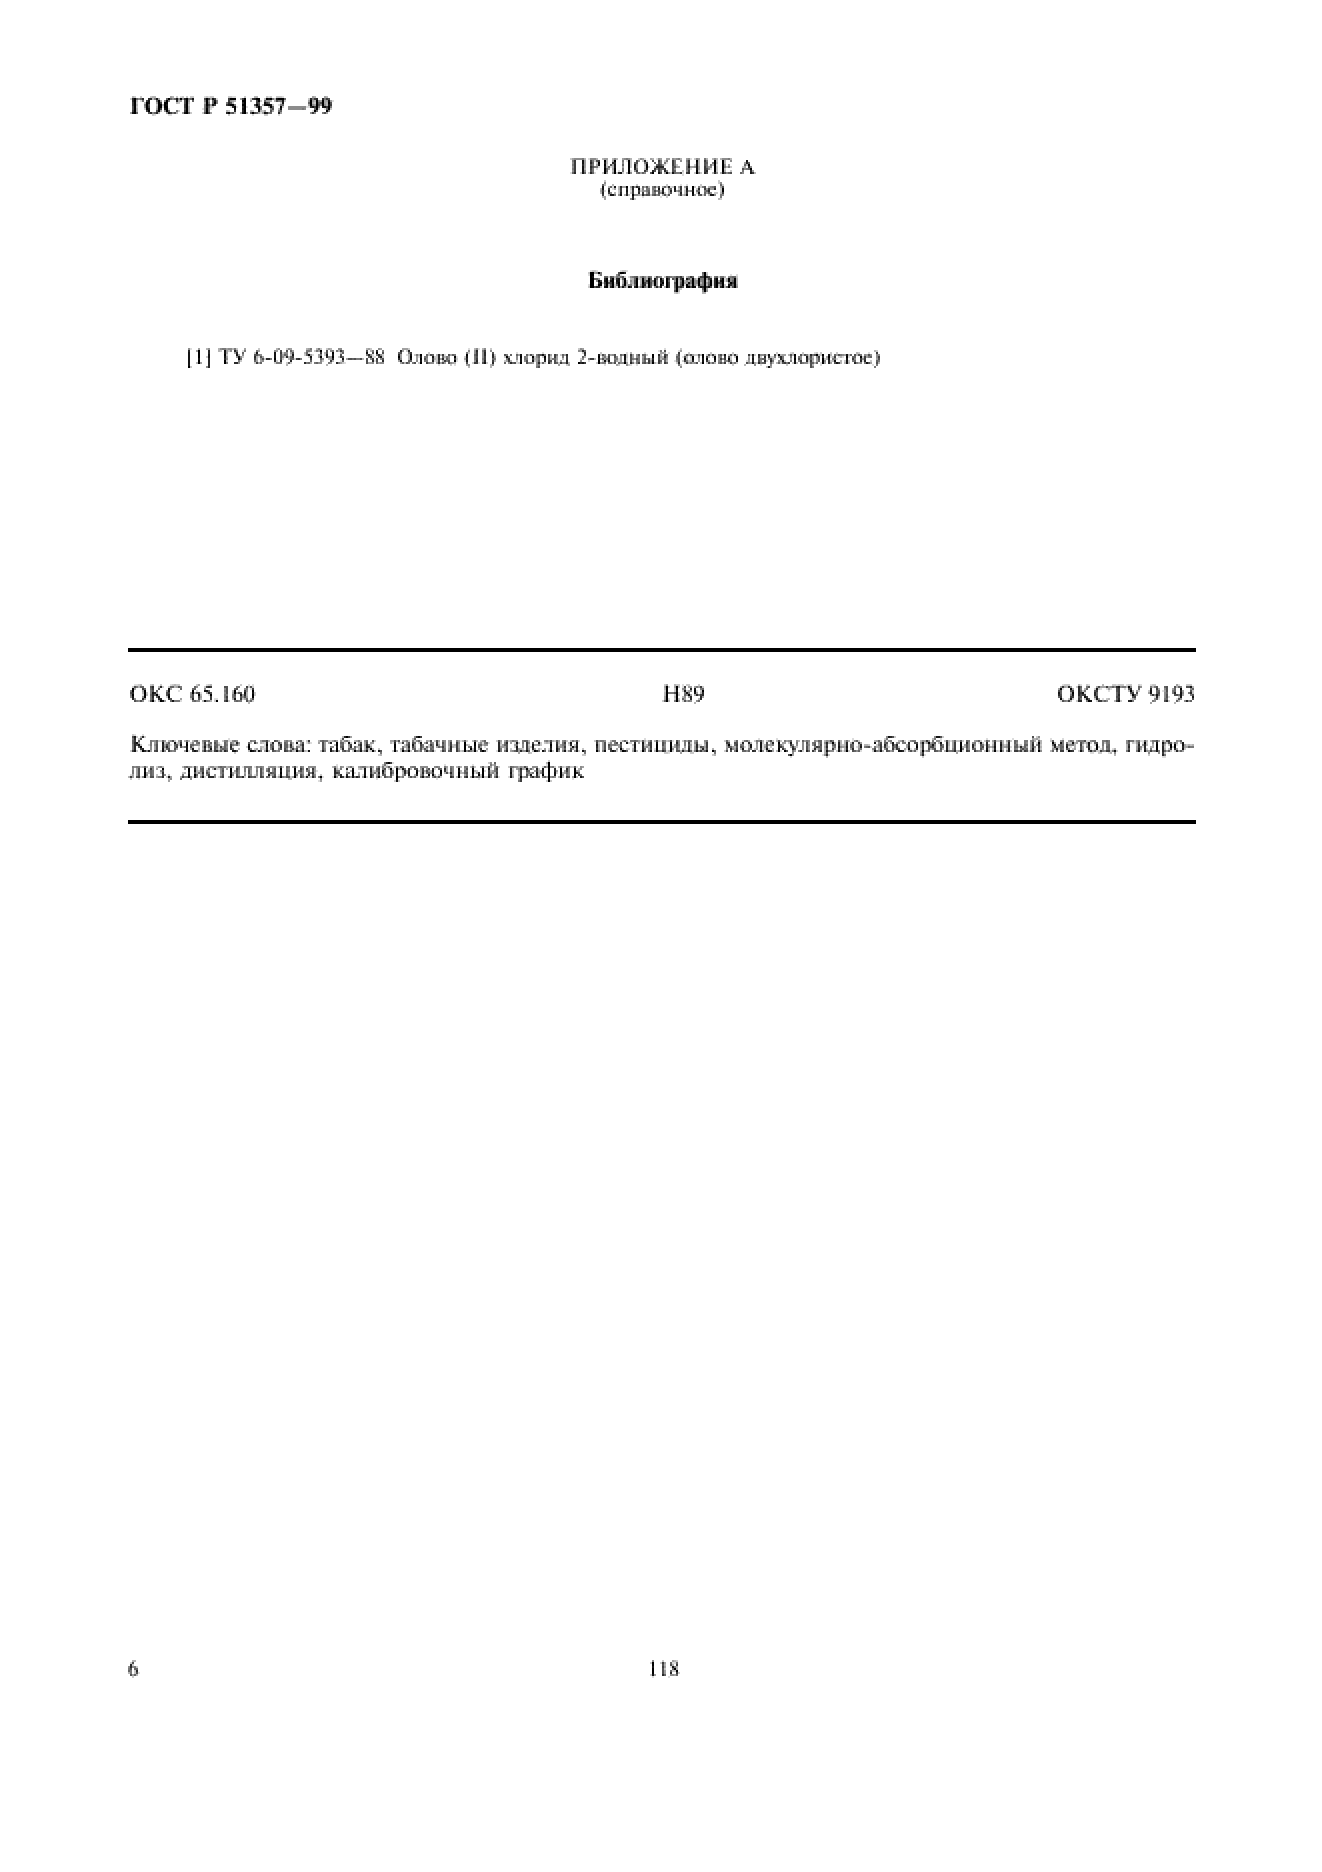 ГОСТ Р 51357—99
ПРИЛОЖЕНИЕ А
(справочное)
Библиография
[1] ТУ 6-09-5393—88 Олово (II) хлорид 2-водный (олово двухлористое)
ОКС 65.160 Н89 ОКСТУ 9193
Ключевые слова: табак, табачные изделия, пестициды, молекулярно-абсорбционный метод, гидро-
лиз, дистилляция, калибровочный график
6 118